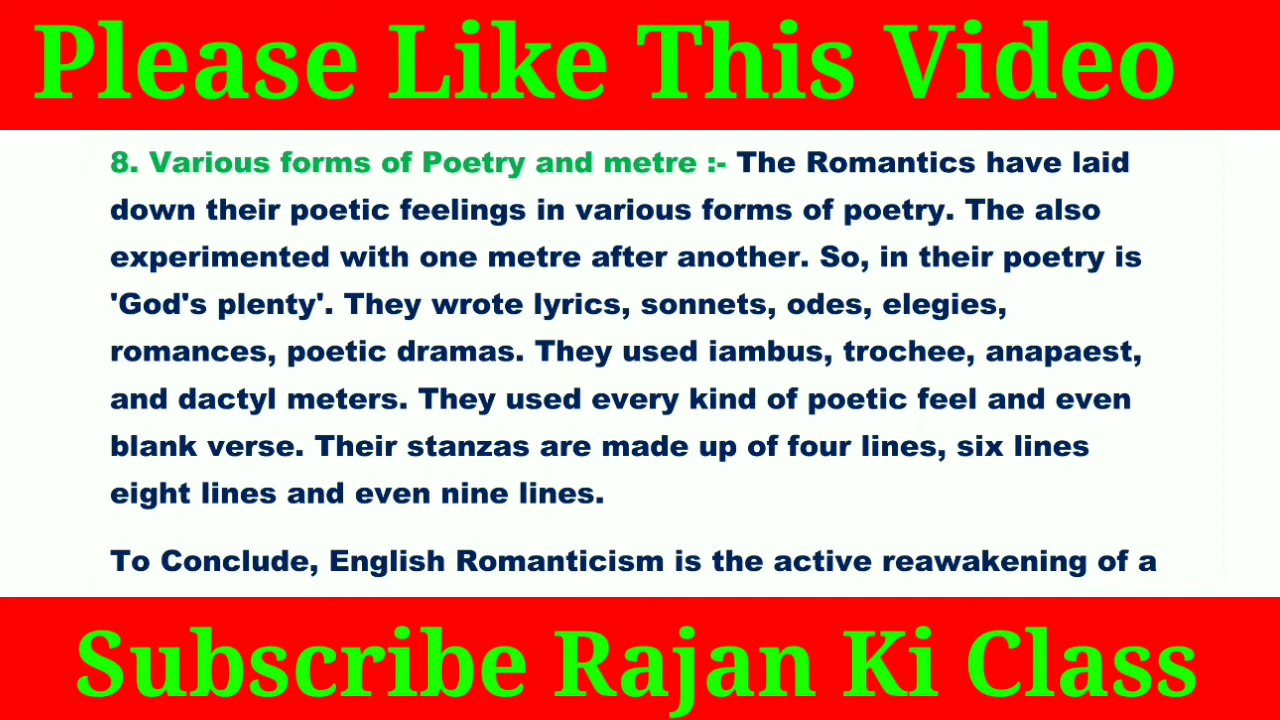 Please Like This Video
8. Various forms of Poetry and metre :- The Romantics have laid
down their poetic feelings in various forms of poetry. The also
experimented with one metre after another. So, in their poetry is
'God's plenty'. They wrote lyrics, sonnets, odes, elegies,
romances, poetic dramas. They used iambus, trochee, anapaest,
and dactyl meters. They used every kind of poetic feel and even
blank verse. Their stanzas are made up of four lines, six lines
eight lines and even nine lines.
To Conclude, English Romanticism is the active reawakening of a
Subscribe Rajan Ki Class